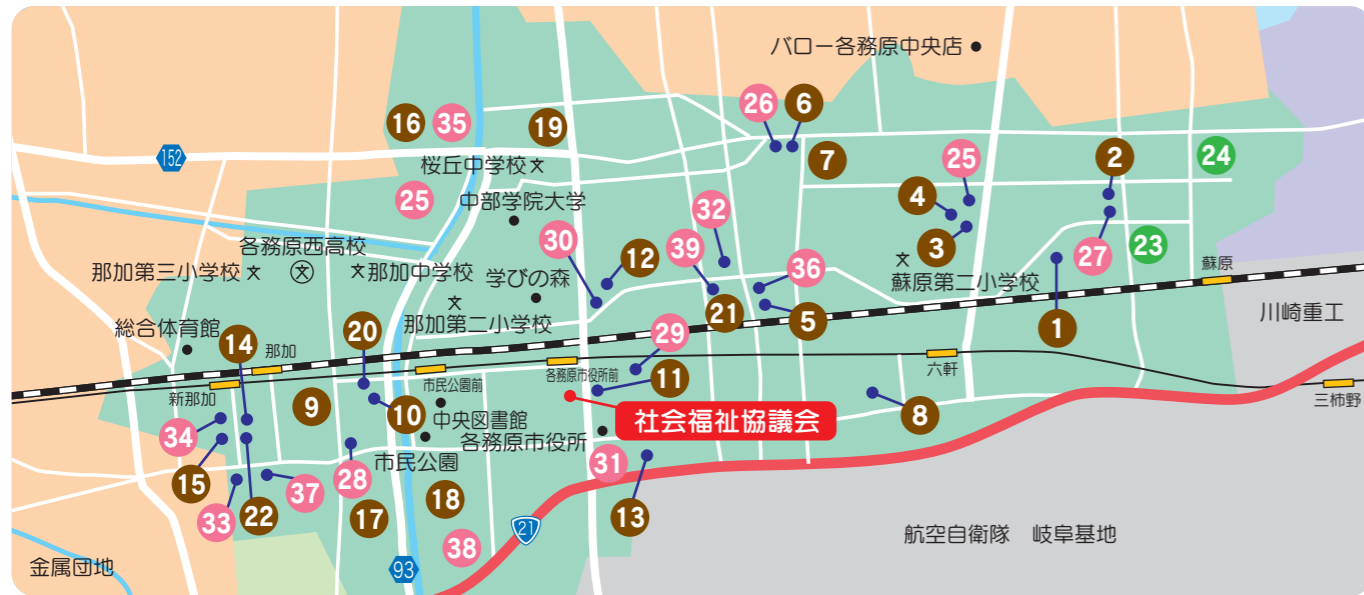 バロー各務原中央店
26
6
16
35
19
152
7
2
24
桜丘中学校
25
25
4
中部学院大学
32
30
12
39
3
27
23
各務原西高校
那加第三小学校
那加中学校
学びの森
36
蘇原第二小学校
蘇原
総合体育館
14
20
那加第二小学校
21
5
1
川崎重工
29
那加
新那加
市民公園前
各務原市役所前
六軒
三柿野
11
9
10
中央図書館
社会福祉協議会
8
34
各務原市役所
15
28
市民公園
31
37
33
22
17
18
13
38
21
航空自衛隊 岐阜基地
金属団地
93